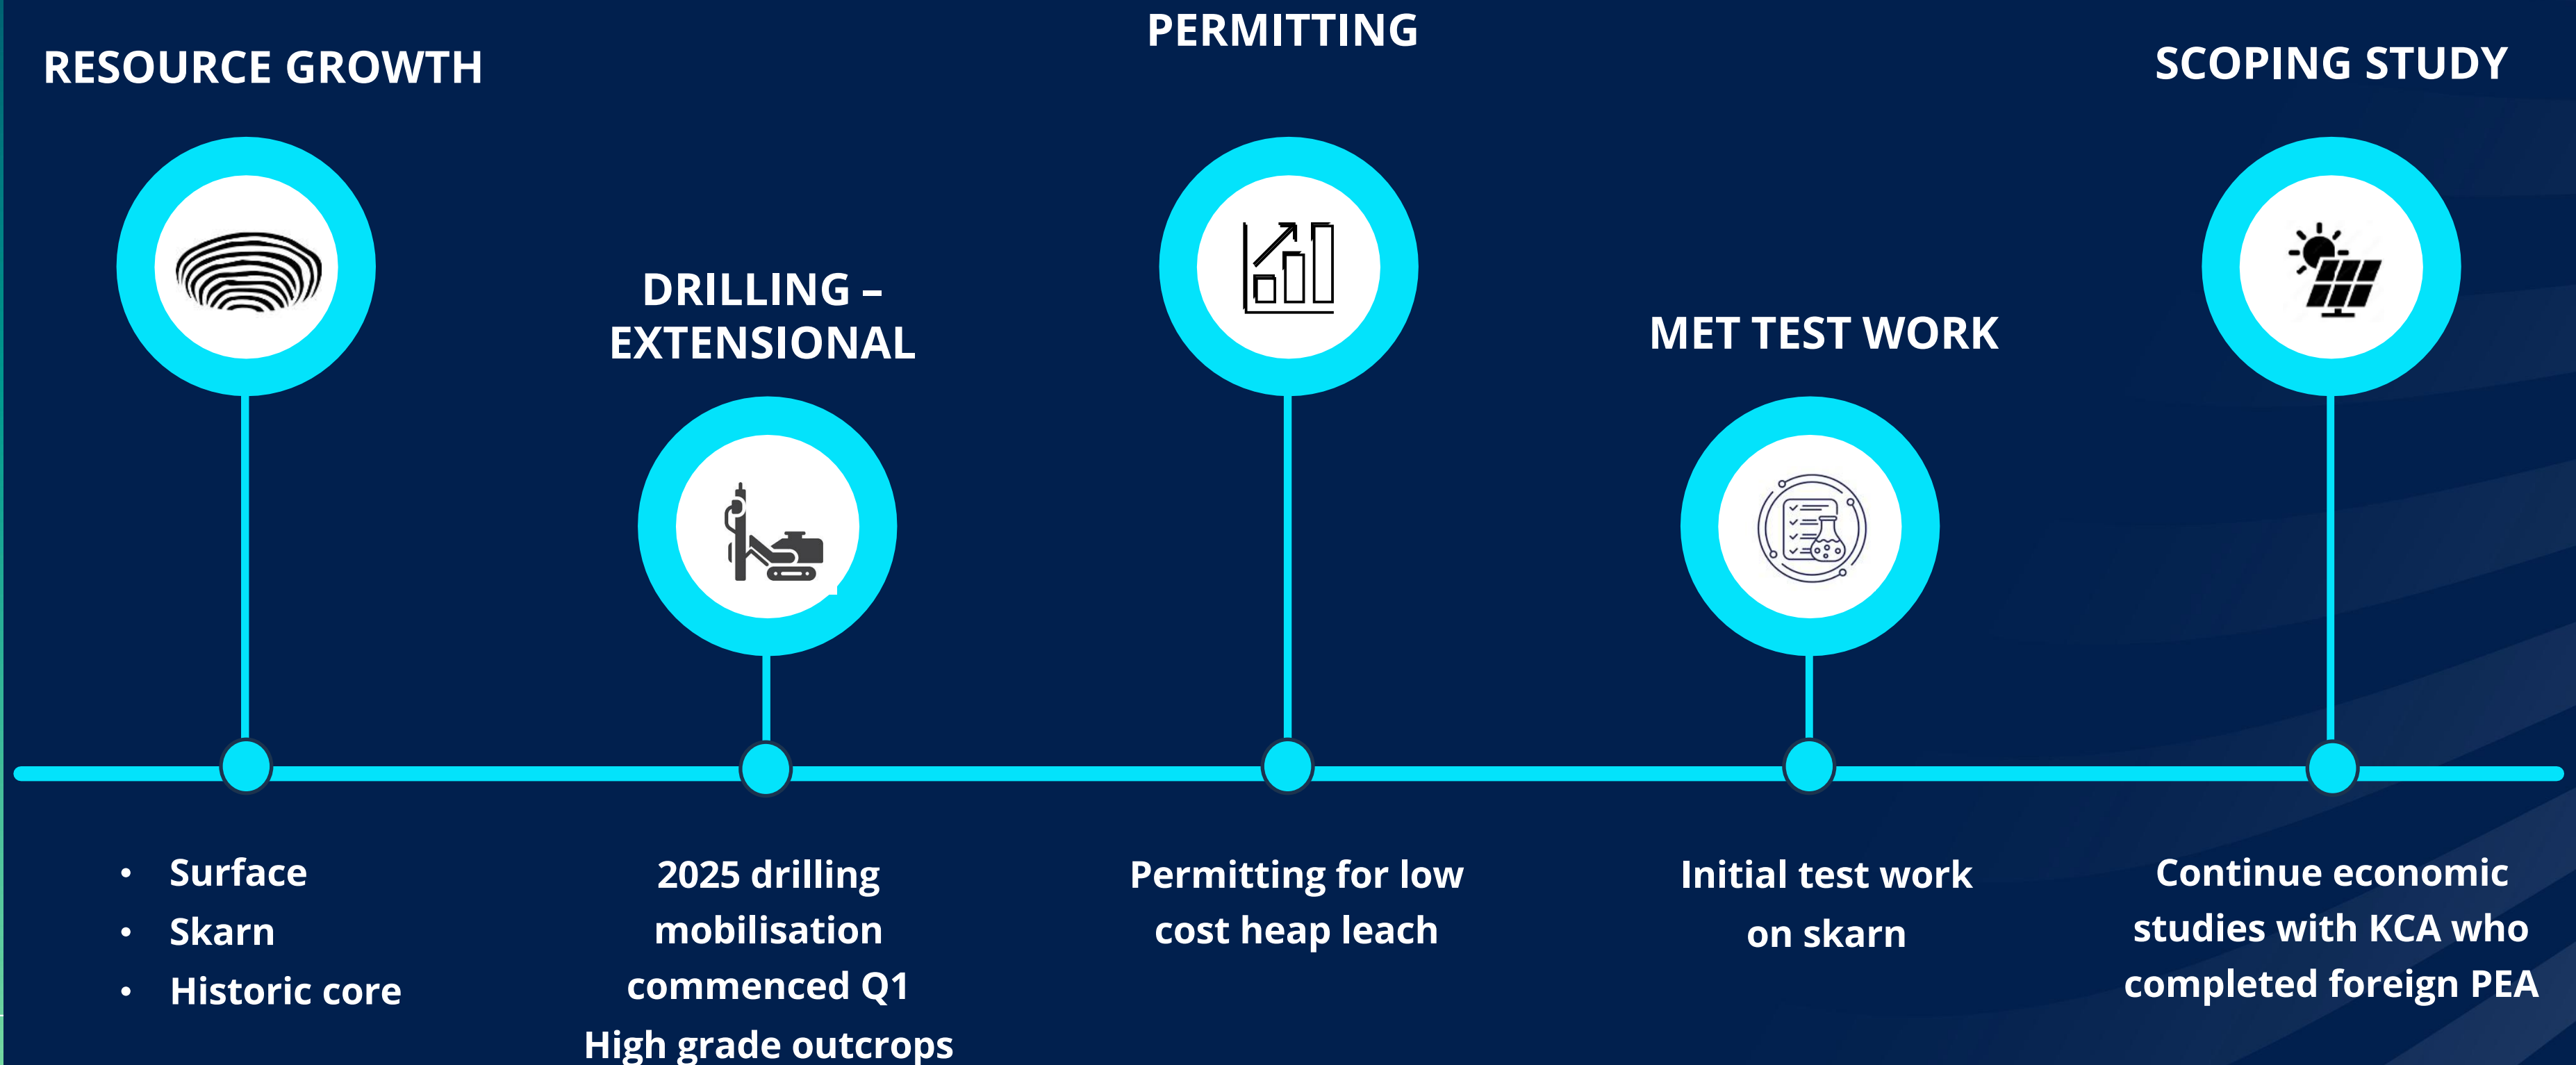 RESOURCE GROWTH
• Surface
• Skarn
• Historic core
DRILLING –
EXTENSIONAL
2025 drilling
mobilisation
commenced Q1
High grade outcrops
PERMITTING
Permitting for low
cost heap leach
MET TEST WORK
Initial test work
on skarn
SCOPING STUDY
Continue economic
studies with KCA who
completed foreign PEA